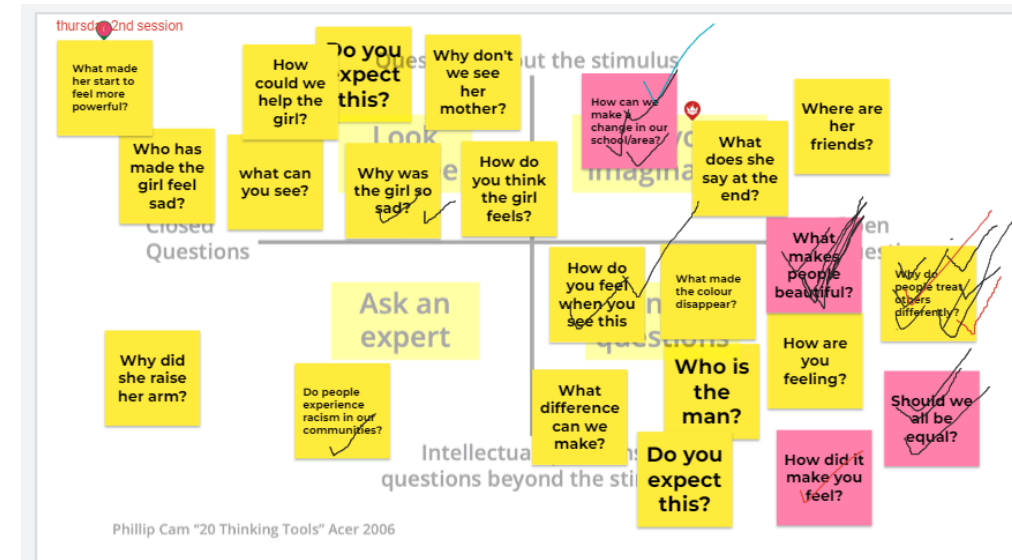 thursday 2nd session
What made
her start to
feel more
powerful?
How
could we
help the
girl?
Do you
expect
this?
Why don't
we see
her
mother?
the stimulus
How can we
make a
change in our
school/area?
Where are
her
friends?
Who has
made the
girl feel
sad?
what can
you see?
Look
Why was
the girl so
sad?
How do
you think
the girl
feels?
What
does she
say at the
end?
Closed
Questions
What
makes
people
beautiful?
How do
you feel
when you
see this
What made
the colour
disappear?
Why do
people treat
others
differently?
Ask an
expert
questions
Why did
she raise
her arm?
Do people
experience
racism in our
communities?
What
difference
can we
make?
Who is
the
man?
How are
you
feeling?
Should we
all be
equal?
Intellectual
questions beyond the
Do you
expect
this?
How did it
make you
feel?
Phillip Cam “20 Thinking Tools” Acer 2006